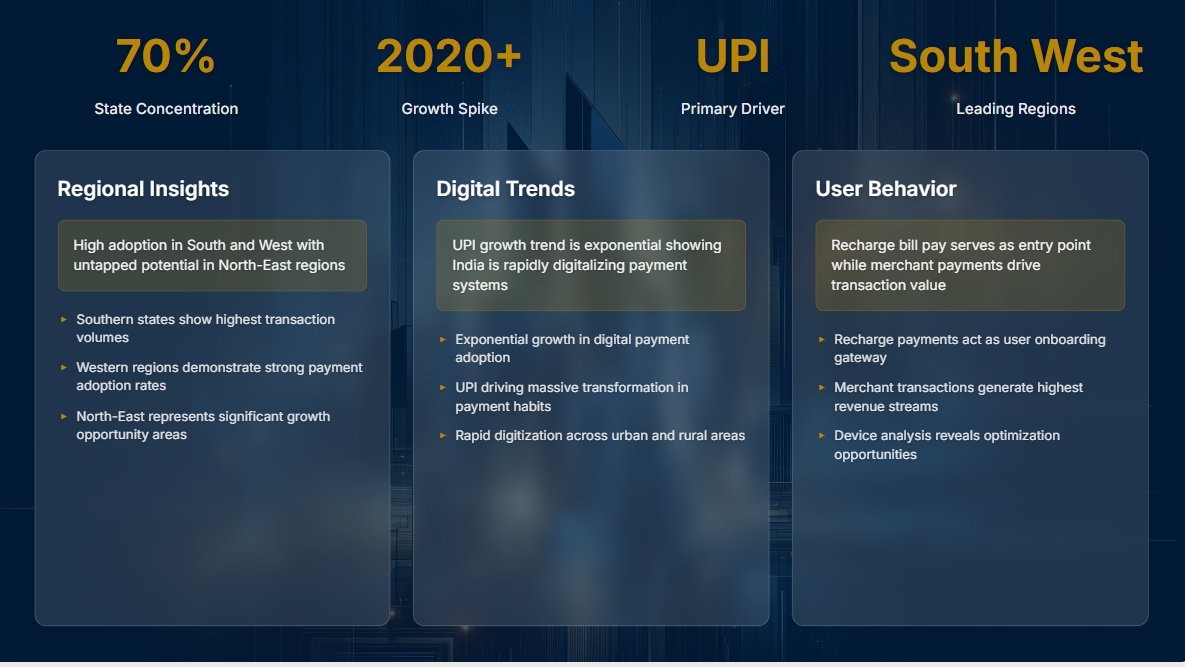 70%
2020+
UPI
South West
State Concentration
Growth Spike
Primary Driver
Leading Regions
Regional Insights
High adoption in South and West with
untapped potential in North-East regions
Southern states show highest transaction
volumes
Western regions demonstrate strong payment
adoption rates
North-East represents significant growth
opportunity areas
Digital Trends
UPI growth trend is exponential showing
India is rapidly digitalizing payment
systems
Exponential growth in digital payment
adoption
UPI driving massive transformation in
payment habits
Rapid digitization across urban and rural areas
User Behavior
Recharge bill pay serves as entry point
while merchant payments drive
transaction value
Recharge payments act as user onboarding
gateway
Merchant transactions generate highest
revenue streams
Device analysis reveals optimization
opportunities